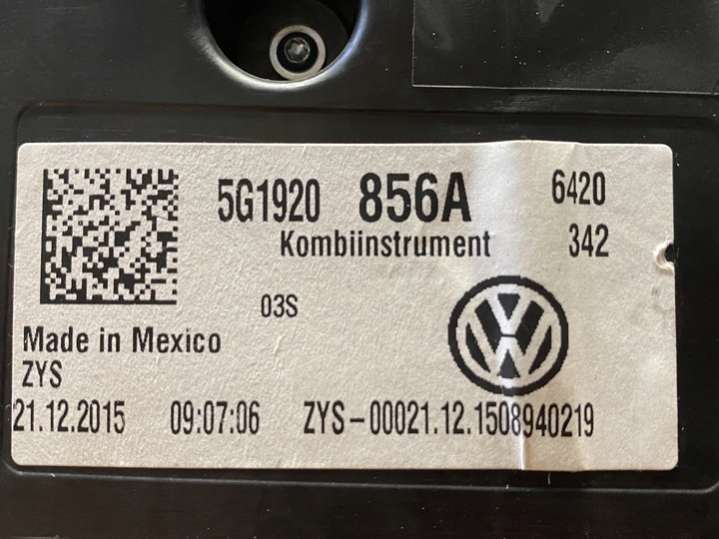 5G1920 856A 6420
Kombiinstrument 342
03S
Made in Mexico
ZYS
21.12.2015 09:07:06 ZYS-00021.12.1508940219